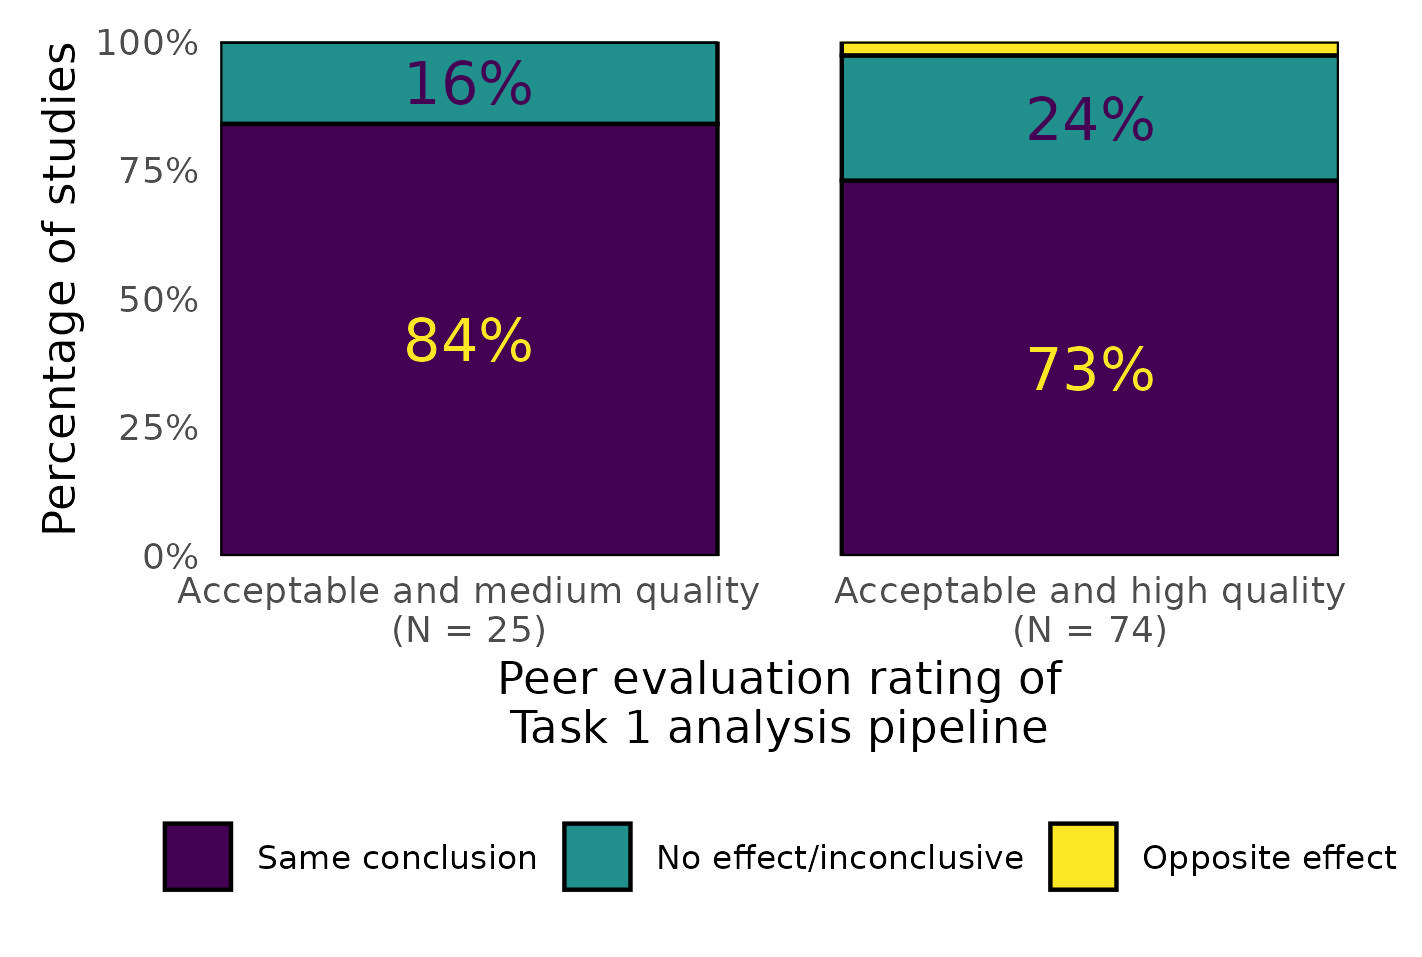 Percentage of studies
100%
75%
50%
25%
0%
16%
84%
24%
73%
Acceptable and medium quality
(N = 25)
Acceptable and high quality
(N = 74)
Peer evaluation rating of
Task 1 analysis pipeline
Same conclusion
No effect/inconclusive
Opposite effect